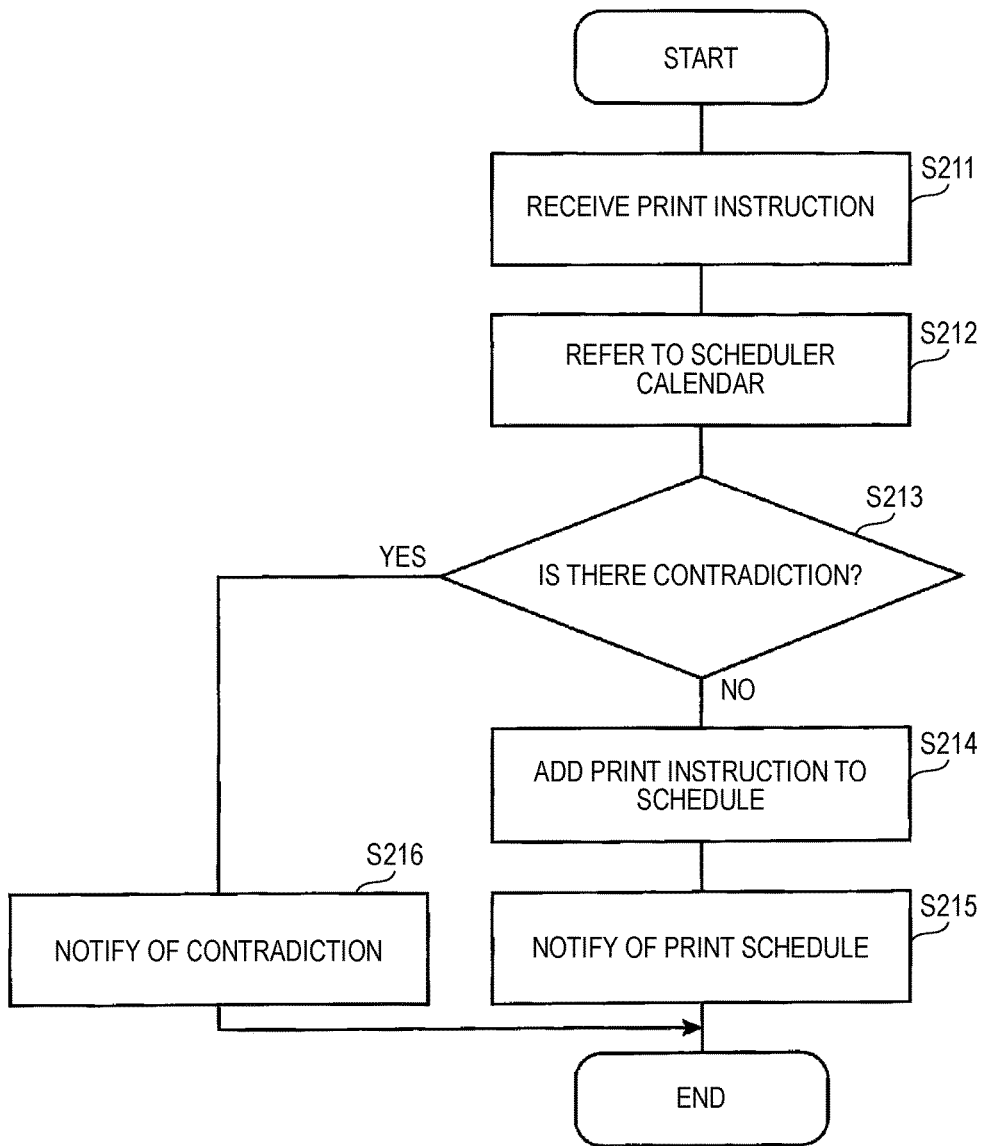 START
S211
RECEIVE PRINT INSTRUCTION
S212
REFER TO SCHEDULER
CALENDAR
S213
YES
IS THERE CONTRADICTION?
NO
S214
ADD PRINT INSTRUCTION TO
SCHEDULE
S216
NOTIFY OF CONTRADICTION
S215
NOTIFY OF PRINT SCHEDULE
END